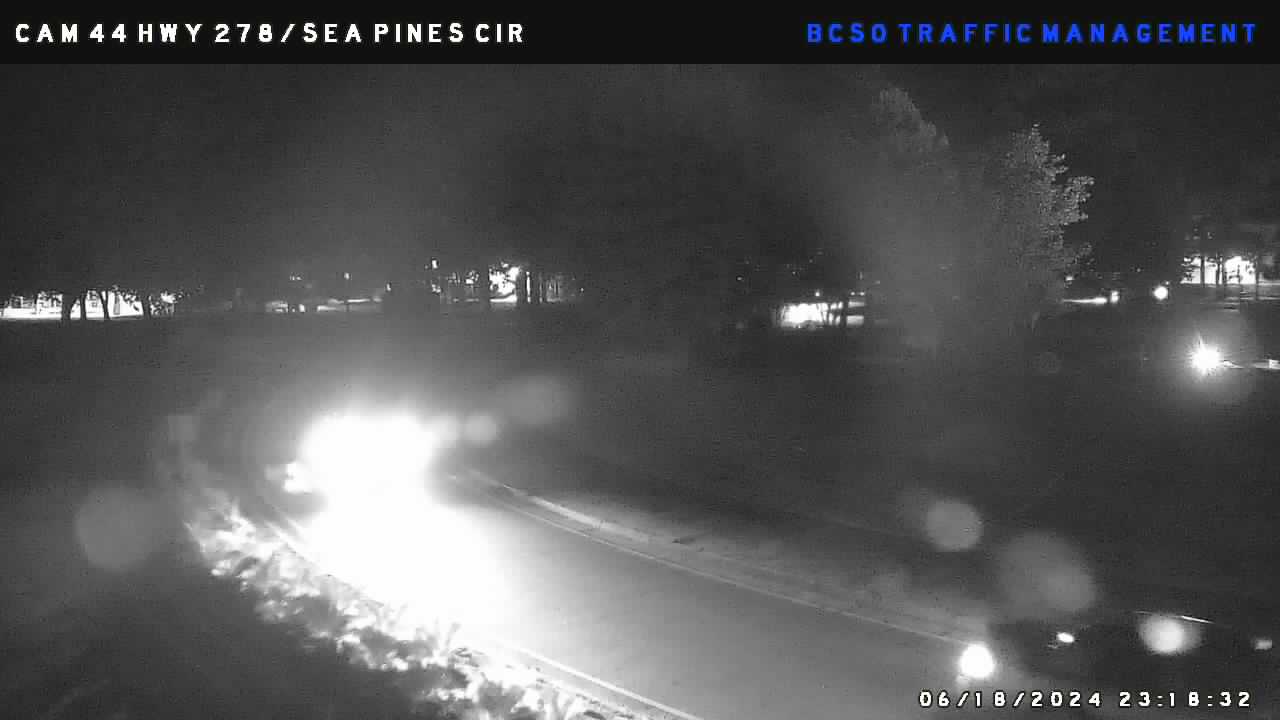 CAM 44 HWY 278/SEA PINES CIR
BCSO TRAFFIC MANAGEMENT
06/18/2024 23:18:32